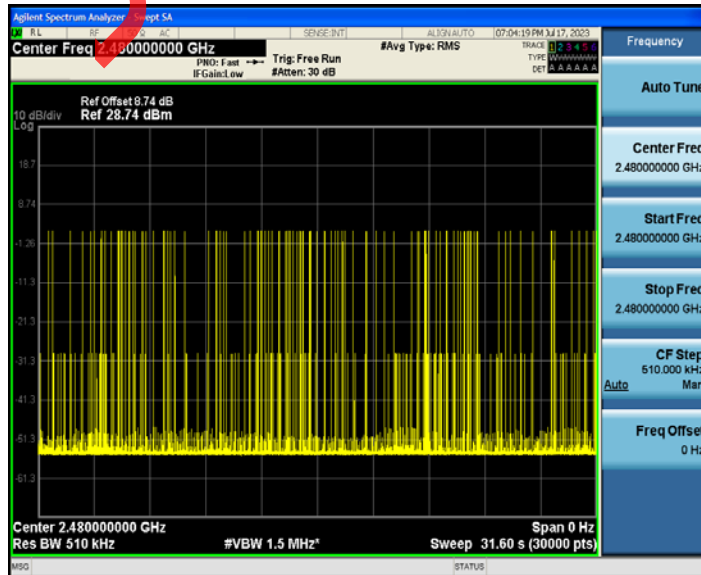 Agilent Spectrum Analyzer - Swept SA
RL RF AC SENSE:INT ALIGN AUTO 07:04:19 PM Jul 17, 2023
Center Freq 2.480000000 GHz #Avg Type: RMS TRACE 1 2 3 4 5 6
PNO: Fast Trig: Free Run TYPE
IFGain:Low #Atten: 30 dB DET A A A A A A
Ref Offset 8.74 dB
10 dB/div Ref 28.74 dBm
Log
18.7
8.74
-1.26
-11.3
-21.3
-31.3
-41.3
-51.3
-61.3
Center 2.480000000 GHz Span 0 Hz
Res BW 510 kHz #VBW 1.5 MHz* Sweep 31.60 s (30000 pts)
MSG STATUS
Frequency
Auto Tune
Center Freq
2.480000000 GHz
Start Freq
2.480000000 GHz
Stop Freq
2.480000000 GHz
CF Step
510.000 kHz
Auto Man
Freq Offset
0 Hz